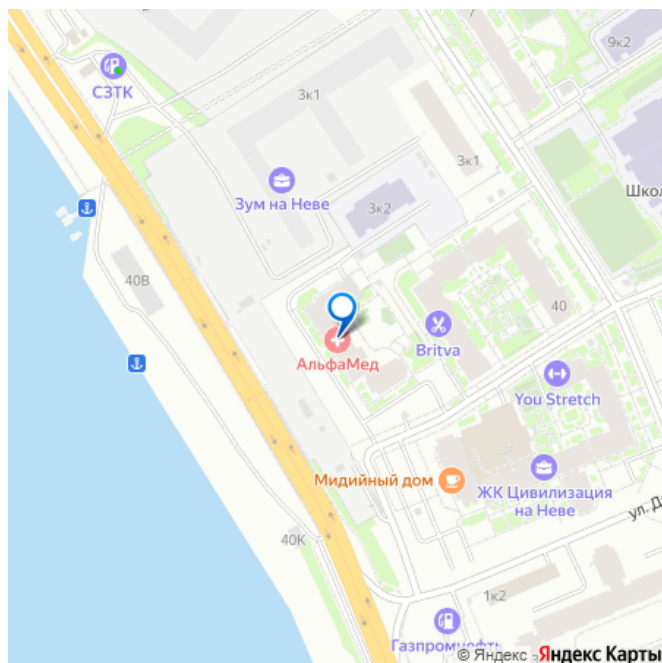 9к2
СЗТК
3к1
3к1
Школ
Зум на Неве
3к2
40В
40
Britva
АльфаМед
You Stretch
Мидийный дом
ЖК Цивилизация
на Неве
ул. Д
40К
1к2
Газпромнефть
© Яндекс Яндекс Карты